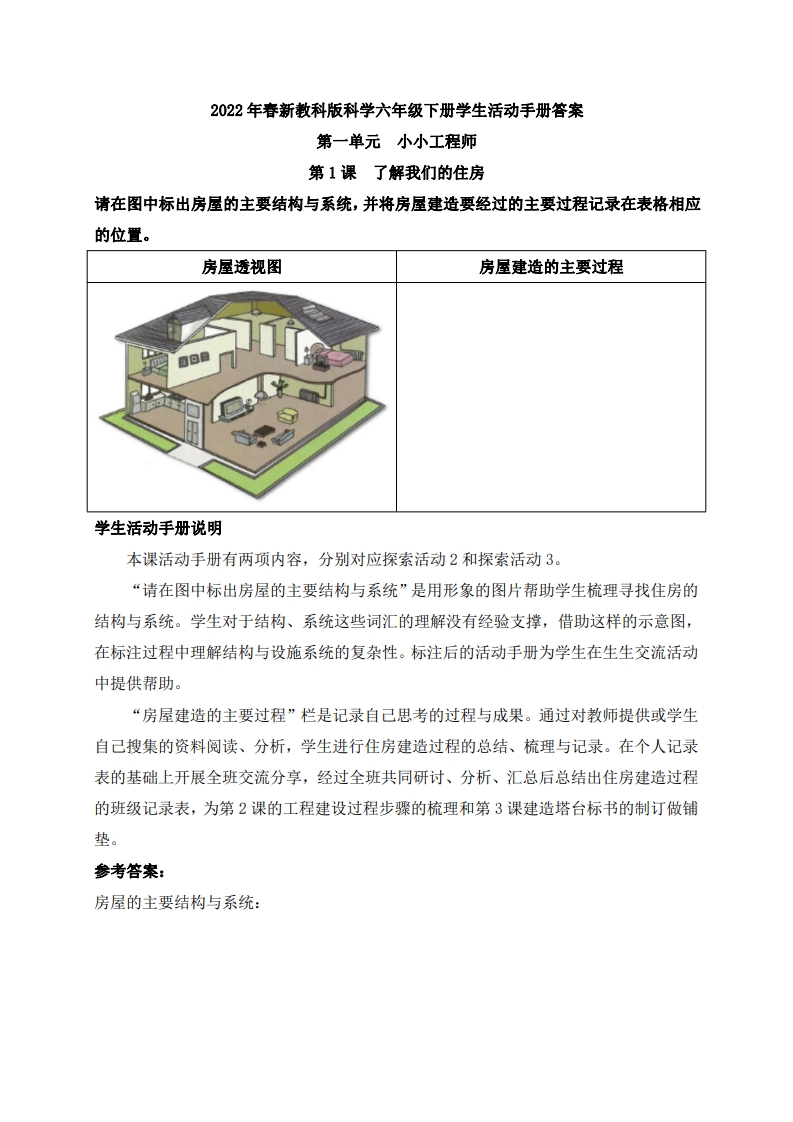 2022 年春新教科版科学六年级下册学生活动手册答案
第一单元　小小工程师
第 1 课　了解我们的住房
请在图中标出房屋的主要结构与系统,并将房屋建造要经过的主要过程记录在表格相应
的位置。
房屋透视图
房屋建造的主要过程
学生活动手册说明
本课活动手册有两项内容，分别对应探索活动 2 和探索活动 3。
“请在图中标出房屋的主要结构与系统”是用形象的图片帮助学生梳理寻找住房的
结构与系统。学生对于结构、系统这些词汇的理解没有经验支撑，借助这样的示意图，
在标注过程中理解结构与设施系统的复杂性。标注后的活动手册为学生在生生交流活动
中提供帮助。
“房屋建造的主要过程”栏是记录自己思考的过程与成果。通过对教师提供或学生
自己搜集的资料阅读、分析，学生进行住房建造过程的总结、梳理与记录。在个人记录
表的基础上开展全班交流分享，经过全班共同研讨、分析、汇总后总结出住房建造过程
的班级记录表，为第 2 课的工程建设过程步骤的梳理和第 3 课建造塔台标书的制订做铺
垫。
参考答案：
房屋的主要结构与系统：